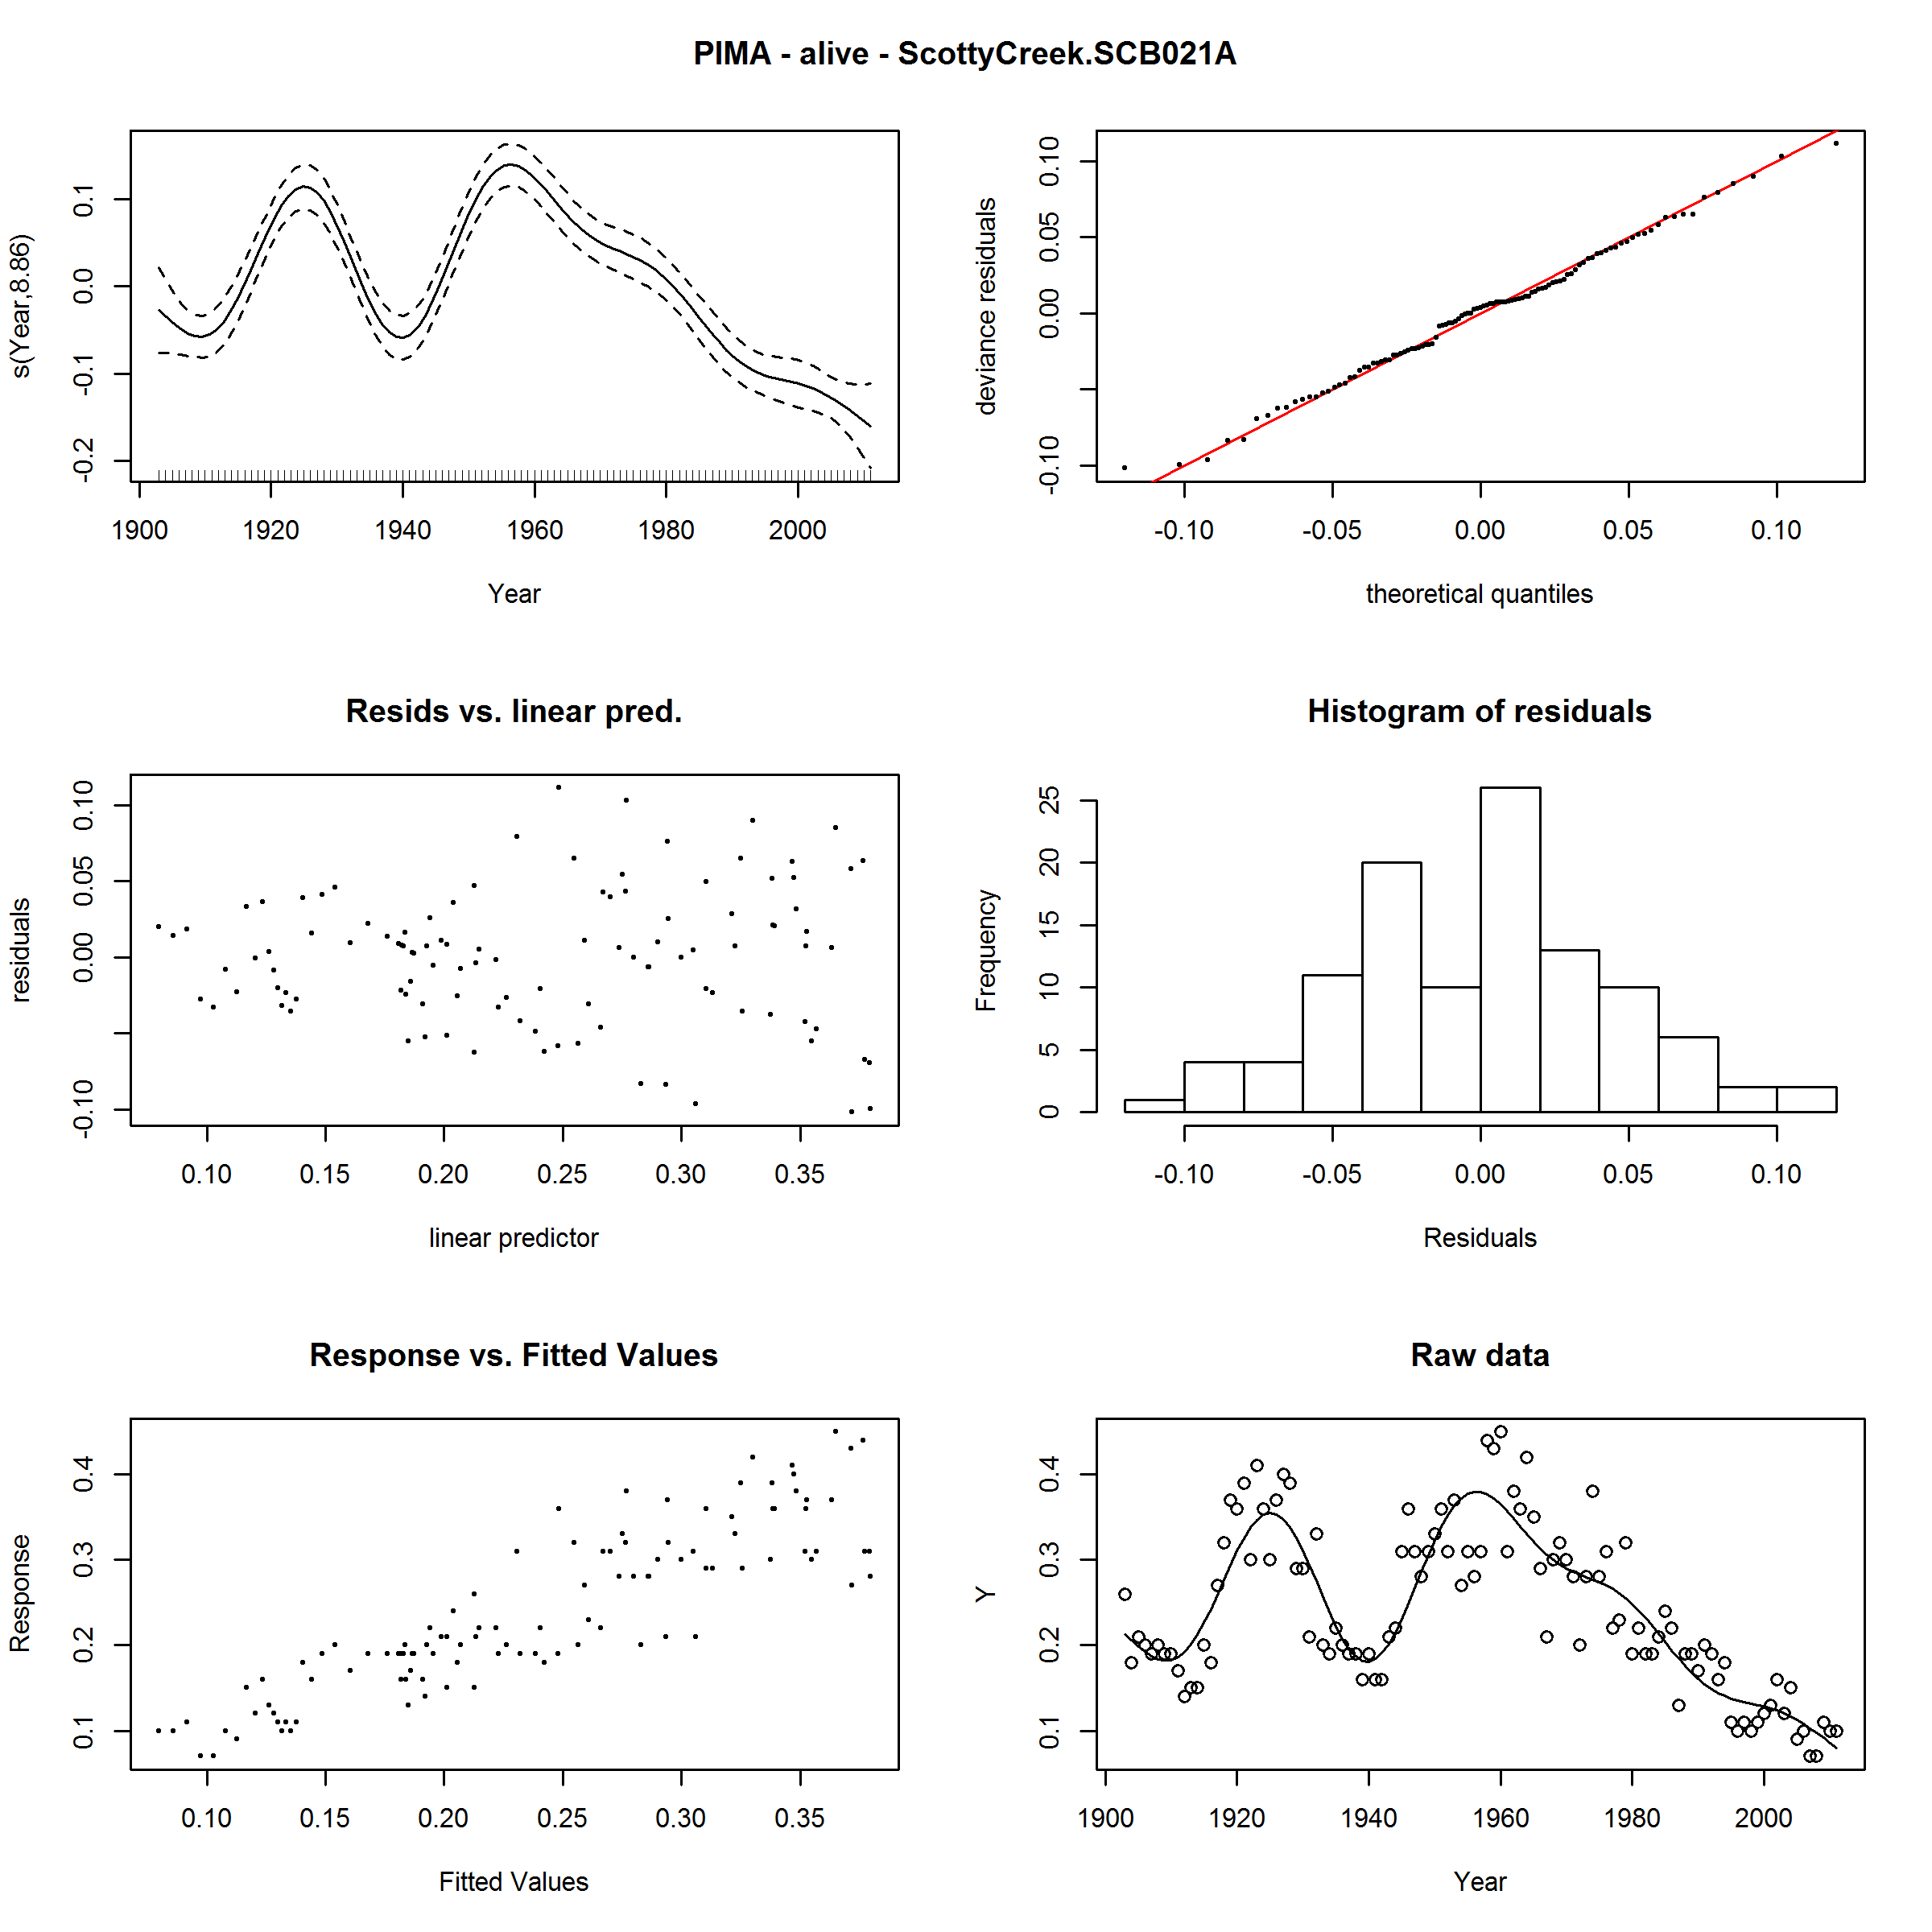 PIMA - alive - ScottyCreek.SCB021A
s(Year,8.86)
0.1
0.0
-0.1
-0.2
1900 1920 1940 1960 1980 2000
Year
deviance residuals
0.10
0.05
0.00
-0.10
-0.10 -0.05 0.00 0.05 0.10
theoretical quantiles
Resids vs. linear pred.
residuals
0.10
0.05
0.00
-0.10
0.10 0.15 0.20 0.25 0.30 0.35
linear predictor
Histogram of residuals
Frequency
25
20
15
10
5
0
-0.10 -0.05 0.00 0.05 0.10
Residuals
Response vs. Fitted Values
Response
0.4
0.3
0.2
0.1
0.10 0.15 0.20 0.25 0.30 0.35
Fitted Values
Raw data
Y
0.4
0.3
0.2
0.1
1900 1920 1940 1960 1980 2000
Year